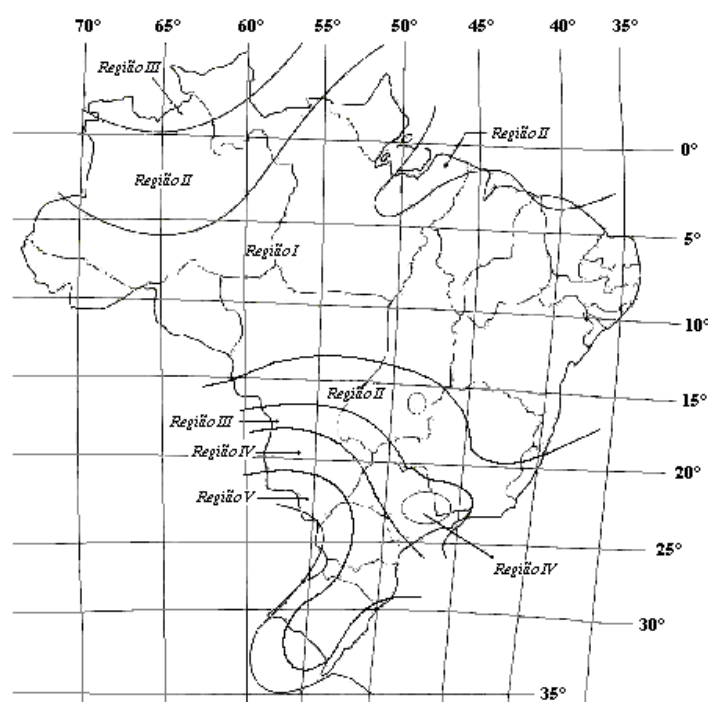 70° 65° 60° 55° 50° 45° 40° 35°
Região III
Região II
0°
Região II
5°
Região I
10°
Região II
15°
Região III
Região IV
20°
Região V
25°
Região IV
30°
35°